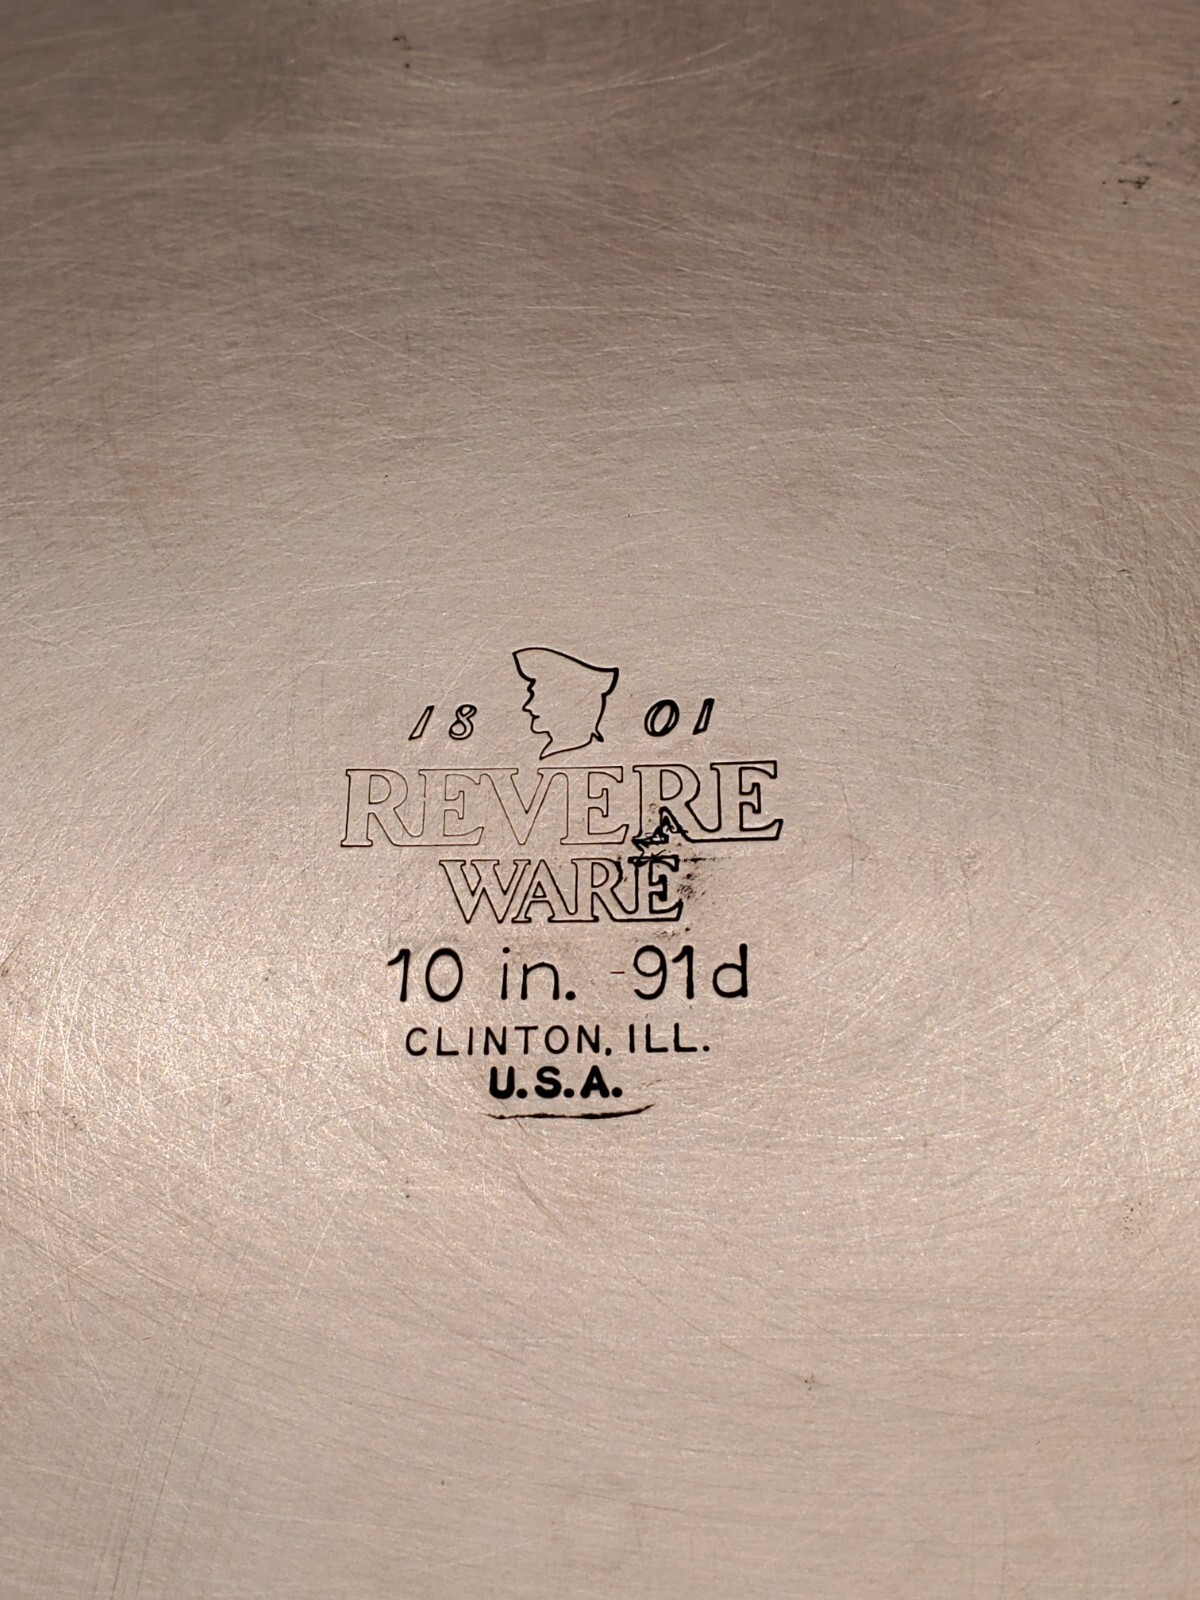 18 01
REVERE
WARE
10 in. -91d
CLINTON, ILL.
U.S.A.